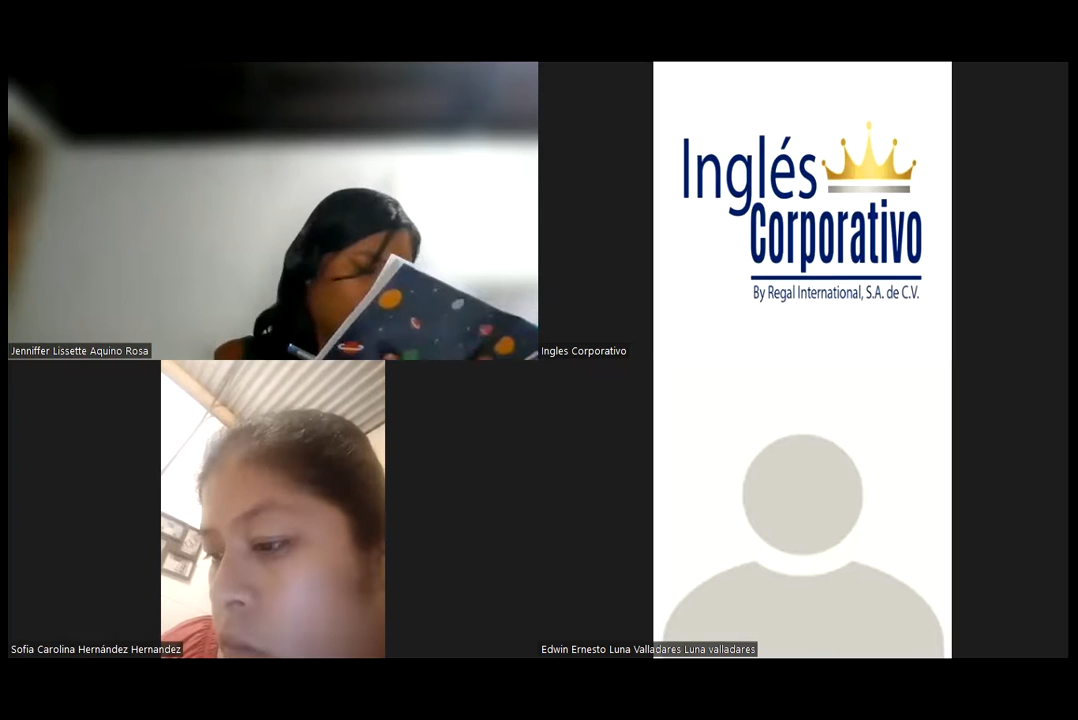 Inglés
Corporativo
By Regal International, S.A. de C.V.
Jenniffer Lissette Aquino Rosa
Ingles Corporativo
Sofia Carolina Hernández Hernandez
Edwin Ernesto Luna Valladares Luna valladares